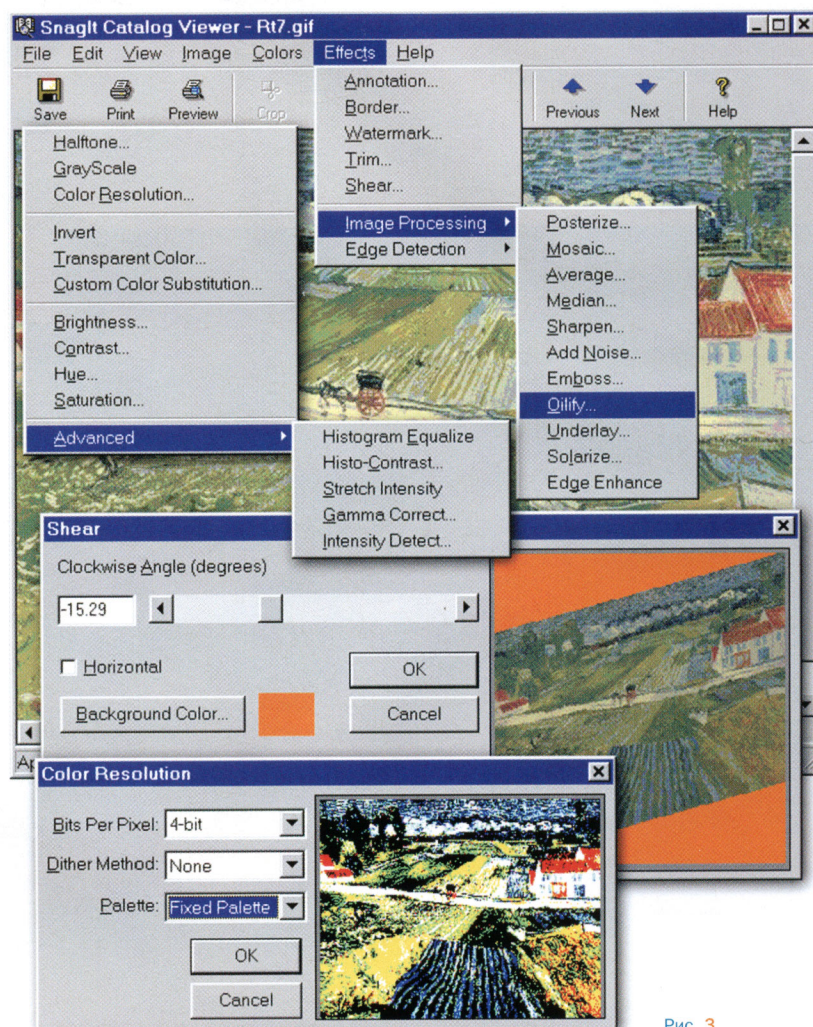 SnagIt Catalog Viewer - Rt7.gif
File Edit View Image Colors Effects Help
Save Print Preview Crop Previous Next Help
Halftone...
GrayScale
Color Resolution...
Invert
Transparent Color...
Custom Color Substitution...
Brightness...
Contrast...
Hue...
Saturation...
Advanced
Annotation...
Border...
Watermark...
Trim...
Shear...
Image Processing
Edge Detection
Posterize...
Mosaic...
Average...
Median...
Sharpen...
Add Noise...
Emboss...
Oilify...
Underlay...
Solarize...
Edge Enhance
Histogram Equalize
Histo-Contrast...
Stretch Intensity
Gamma Correct...
Intensity Detect...
Shear
Clockwise Angle (degrees)
-15.29
Horizontal
OK
Background Color...
Cancel
Color Resolution
Bits Per Pixel: 4-bit
Dither Method: None
Palette: Fixed Palette
OK
Cancel
Рис. 3